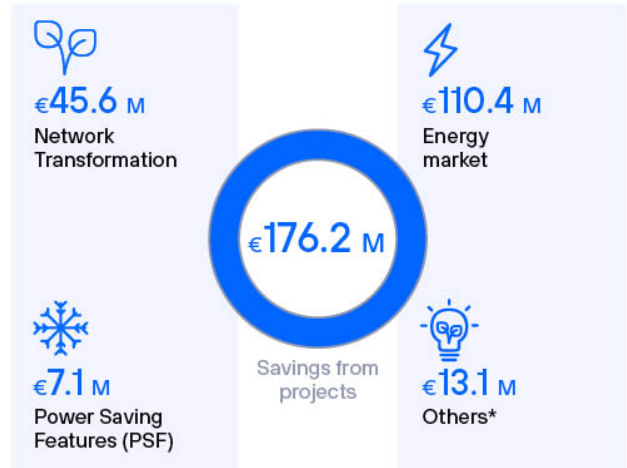 €45.6 M
Network
Transformation
€110.4 M
Energy
market
€176.2 M
Savings from
projects
€7.1 M
Power Saving
Features (PSF)
€13.1 M
Others*